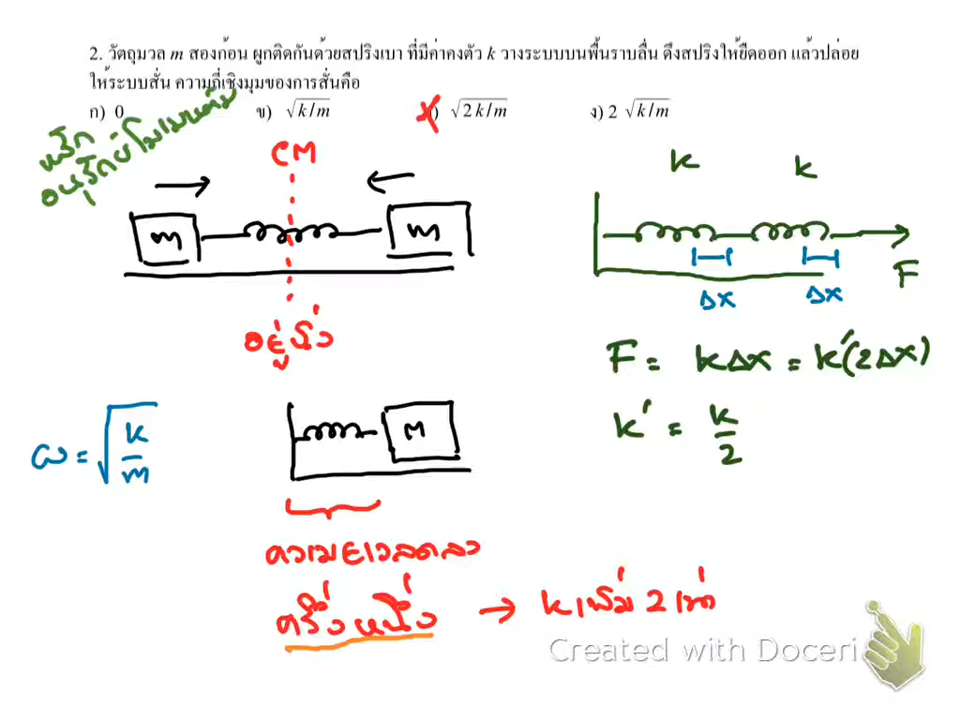 2. วัตถุมวล m สองก้อน ผูกติดกันด้วยสปริงเบา ที่มีค่าคงตัว k วางระบบบนพื้นราบลื่น ดึงสปริงให้ยืดออก แล้วปล่อย
ให้ระบบสั่น ความถี่เชิงมุมของการสั่นคือ
ก) 0 ข) √k/m ค) √2k/m ง) 2 √k/m
หลัก
อนุรักษ์โมเมนตัม
CM
k k
m m
F
Δx Δx
อยู่นิ่ง
F = kΔx = k'(2Δx)
k' = k/2
ω = √k/m
m
ความยาวลดลง
ครึ่งหนึ่ง → k เพิ่ม 2 เท่า
Created with Doceri